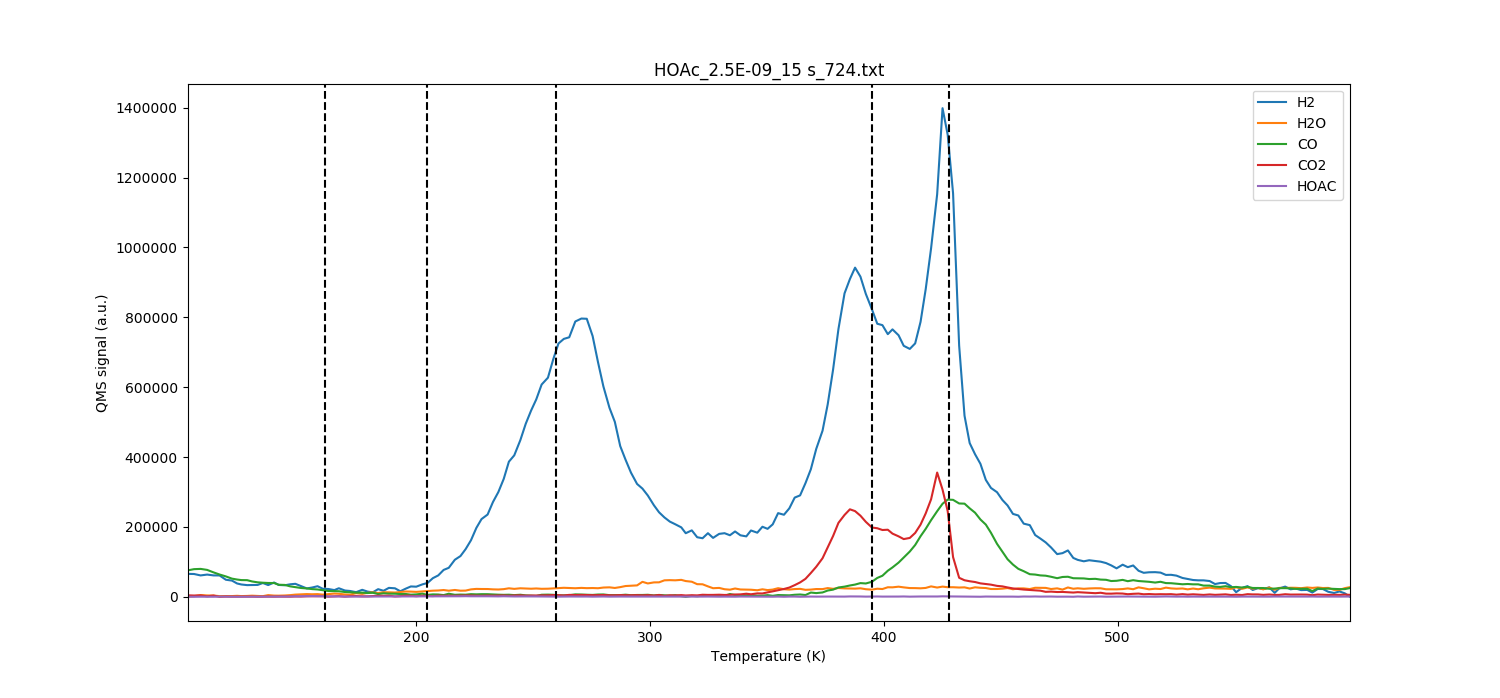 HOAc_2.5E-09_15 s_724.txt
1400000
1200000
1000000
800000
600000
400000
200000
0
QMS signal (a.u.)
H2
H2O
CO
CO2
HOAC
200
300
400
500
Temperature (K)